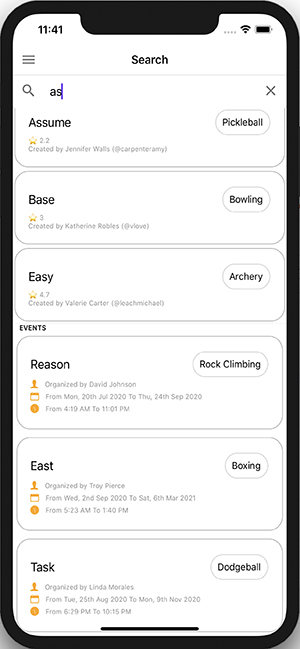 11:41
Search
as
Assume
Pickleball
2.2
Created by Jennifer Walls (@carpenteramy)
Base
Bowling
3
Created by Katherine Robles (@vlove)
Easy
Archery
4.7
Created by Valerie Carter (@leachmichael)
EVENTS
Reason
Rock Climbing
Organized by David Johnson
From Mon, 20th Jul 2020 To Thu, 24th Sep 2020
From 4:19 AM To 11:01 PM
East
Boxing
Organized by Troy Pierce
From Wed, 2nd Sep 2020 To Sat, 6th Mar 2021
From 5:23 AM To 1:40 PM
Task
Dodgeball
Organized by Linda Morales
From Tue, 25th Aug 2020 To Mon, 9th Nov 2020
From 6:29 PM To 10:15 PM